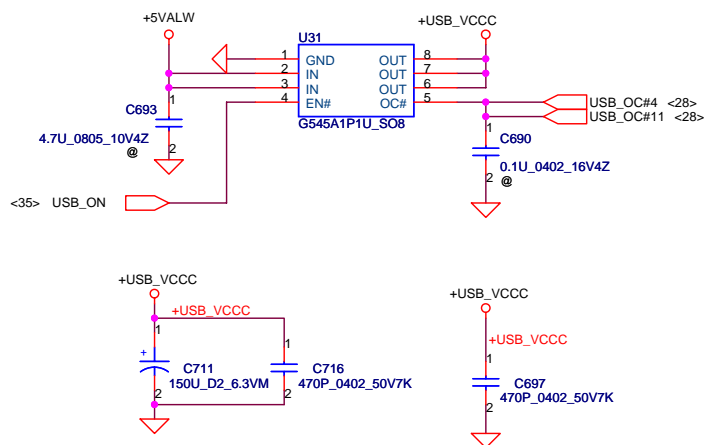 +5VALW
+USB_VCCC
U31
1 GND OUT 8
2 IN OUT 7
3 IN OUT 6
4 EN# OC# 5
G545A1P1U_SO8
1
C693
4.7U_0805_10V4Z
2
@
USB_OC#4 <28>
USB_OC#11 <28>
1
C690
0.1U_0402_16V4Z
2
@
<35> USB_ON
+USB_VCCC
+USB_VCCC
1
+
C711
150U_D2_6.3VM
2
1
C716
470P_0402_50V7K
2
+USB_VCCC
+USB_VCCC
1
C697
470P_0402_50V7K
2